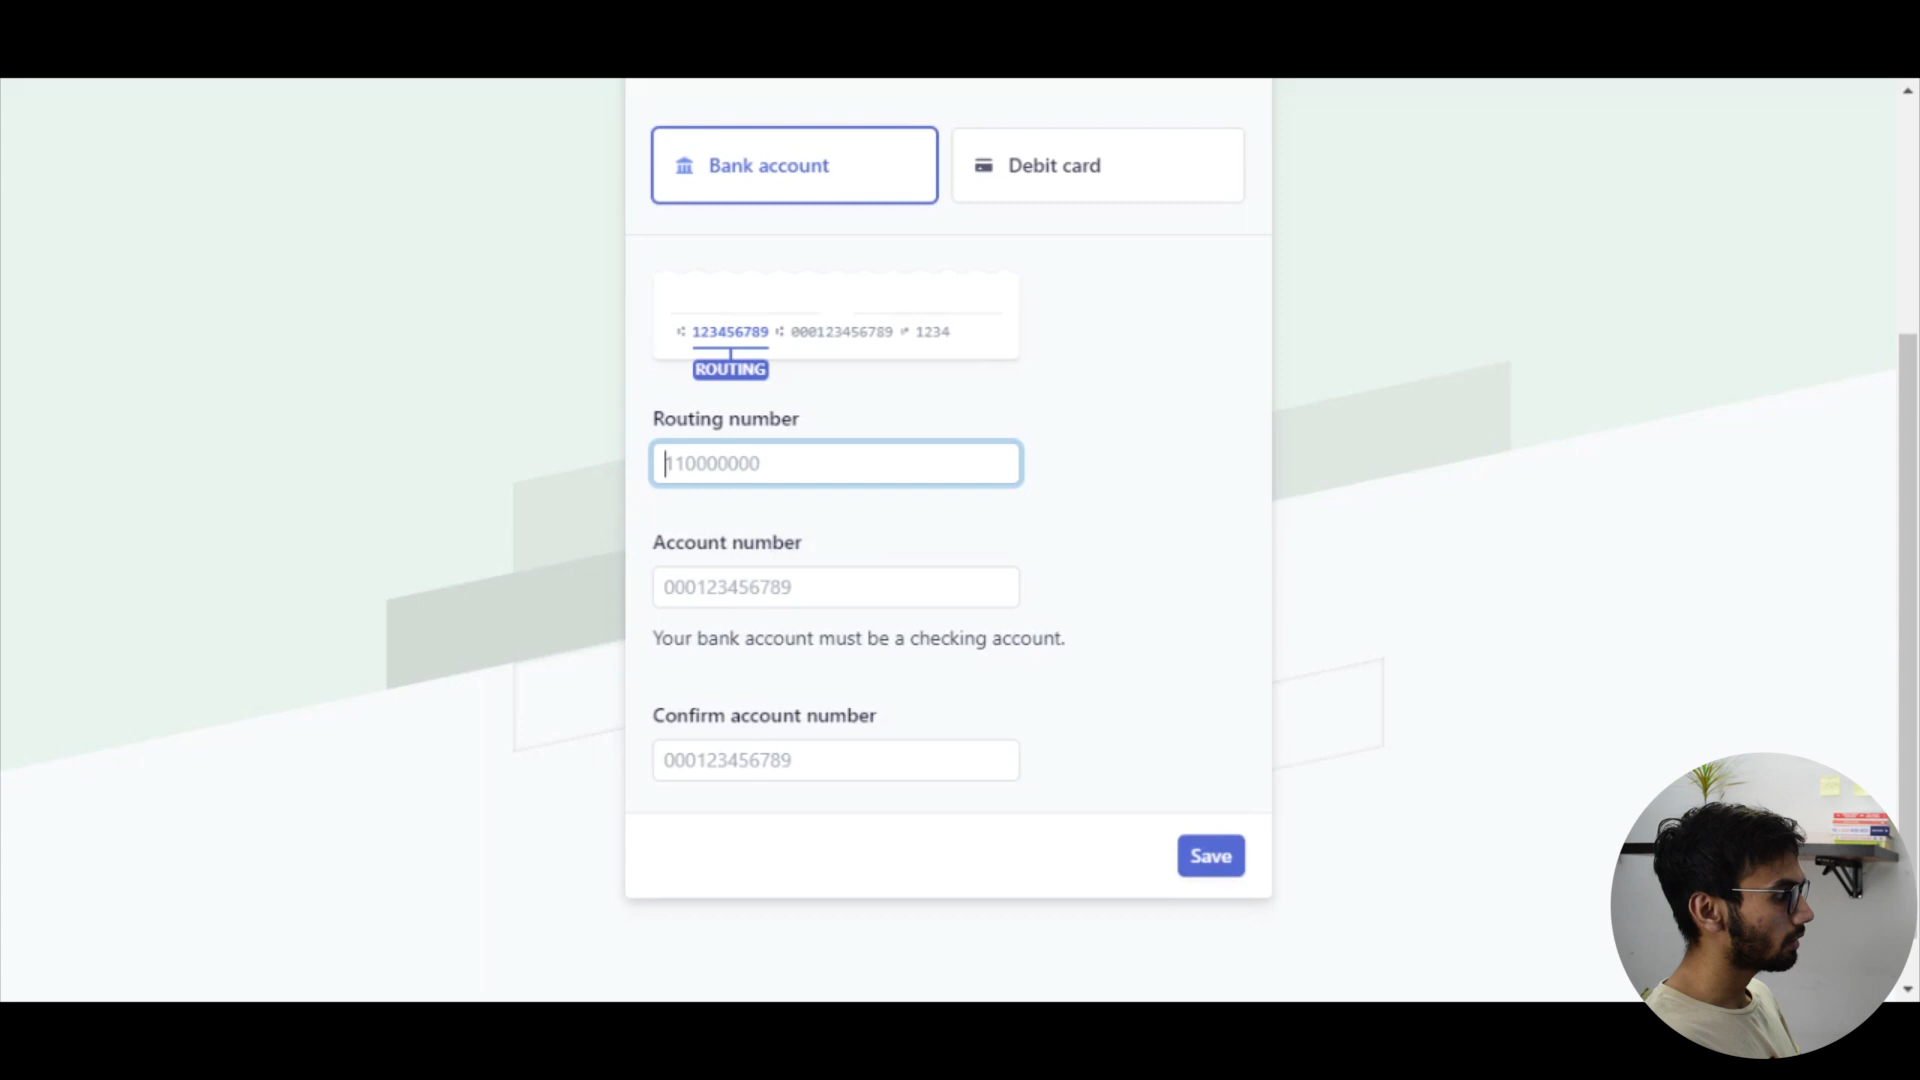 Bank account
Debit card
123456789 000123456789 1234
ROUTING
Routing number
110000000
Account number
000123456789
Your bank account must be a checking account.
Confirm account number
000123456789
Save